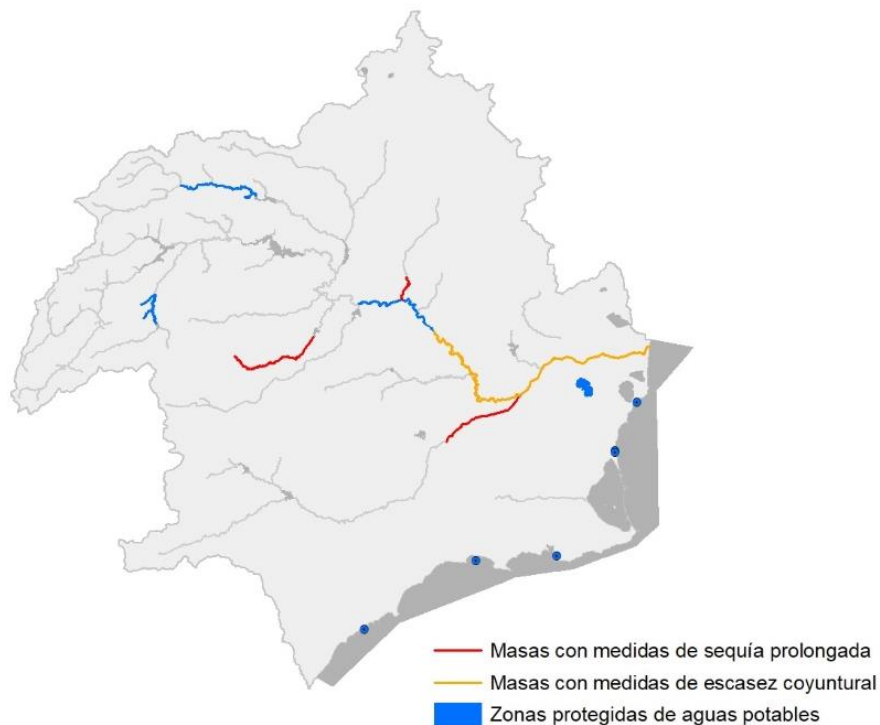 Masas con medidas de sequía prolongada
Masas con medidas de escasez coyuntural
Zonas protegidas de aguas potables